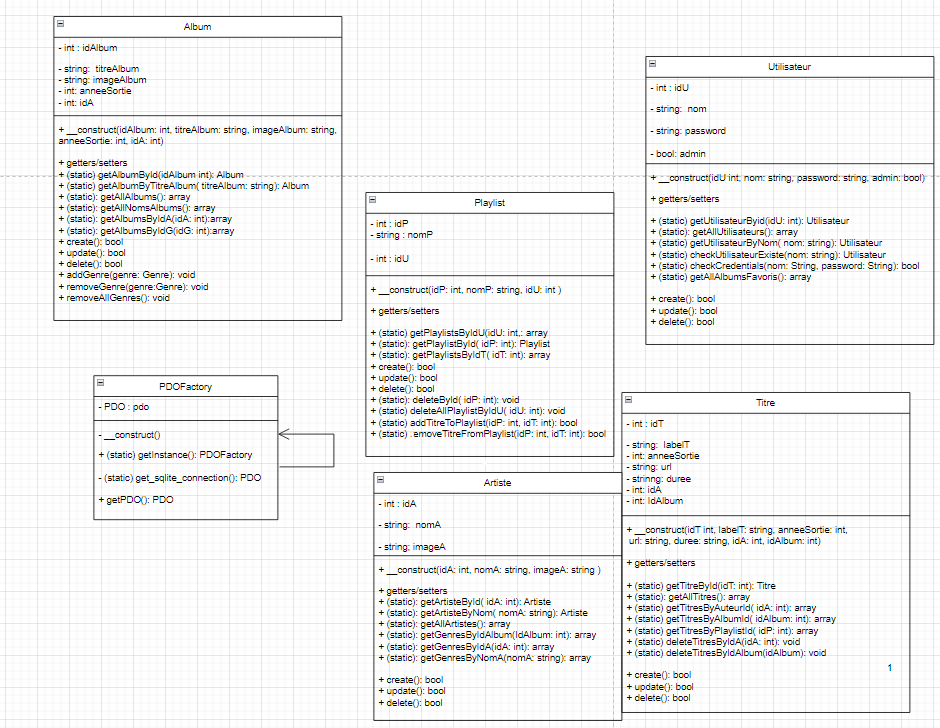 Album
- int : idAlbum
- string:  titreAlbum
- string: imageAlbum
- int: anneeSortie
- int: idA
+ __construct(idAlbum: int, titreAlbum: string, imageAlbum: string,
anneeSortie: int, idA: int)
+ getters/setters
+ (static) getAlbumById(idAlbum int): Album
+ (static) getAlbumByTitreAlbum( titreAlbum: string): Album
+ (static) getAllAlbums(): array
+ (static) getAllNomsAlbums(): array
+ (static) getAlbumsByIdA(idA: int):array
+ (static) getAlbumsByIdG(idG: int):array
+ create(): bool
+ update(): bool
+ delete(): bool
+ addGenre(genre: Genre): void
+ removeGenre(genre:Genre): void
+ removeAllGenres(): void
Utilisateur
- int : idU
- string:  nom
- string: password
- bool: admin
+ __construct(idU int, nom: string, password: string, admin: bool)
+ getters/setters
+ (static) getUtilisateurByid(idU: int): Utilisateur
+ (static): getAllUtilisateurs(): array
+ (static) getUtilisateurByNom( nom: string): Utilisateur
+ (static) checkUtilisateurExiste(nom: string): Utilisateur
+ (static) checkCredentials(nom: String, password: String): bool
+ (static) getAllAlbumsFavoris(): array
+ create(): bool
+ update(): bool
+ delete(): bool
Playlist
- int : idP
- string : nomP
- int : idU
+ __construct(idP: int, nomP: string, idU: int )
+ getters/setters
+ (static) getPlaylistsByIdU(idU: int,: array
+ (static): getPlaylistById( idP: int): Playlist
+ (static): getPlaylistsByIdT( idT: int): array
+ create(): bool
+ update(): bool
+ delete(): bool
+ (static): deleteById( idP: int): void
+ (static) deleteAllPlaylistByIdU( idU: int): void
+ (static) addTitreToPlaylist(idP: int, idT: int): bool
+ (static) .emoveTitreFromPlaylist(idP: int, idT: int): bool
PDOFactory
- PDO : pdo
- __construct()
+ (static) getInstance(): PDOFactory
- (static) get_sqlite_connection(): PDO
+ getPDO(): PDO
Titre
- int : idT
- string:  labelT
- int: anneeSortie
- string: url
- strinng: duree
- int: idA
- int: IdAlbum
+ __construct(idT int, labelT: string, anneeSortie: int,
url: string, duree: string, idA: int, idAlbum: int)
+ getters/setters
+ (static) getTitreById(idT: int): Titre
+ (static): getAllTitres(): array
+ (static) getTitresByAuteurId( idA: int): array
+ (static) getTitresByAlbumId( idAlbum: int): array
+ (static) getTitresByPlaylistId( idP: int): array
+ (static) deleteTitresByIdA(idA: int): void
+ (static) deleteTitresByIdAlbum(idAlbum): void
+ create(): bool
+ update(): bool
+ delete(): bool
1
Artiste
- int : idA
- string:  nomA
- string; imageA
+ __construct(idA: int, nomA: string, imageA: string )
+ getters/setters
+ (static): getArtisteById( idA: int): Artiste
+ (static): getArtisteByNom( nomA: string): Artiste
+ (static): getAllArtistes(): array
+ (static): getGenresByIdAlbum(IdAlbum: int): array
+ (static): getGenresByIdA(idA: int): array
+ (static): getGenresByNomA(nomA: string): array
+ create(): bool
+ update(): bool
+ delete(): bool